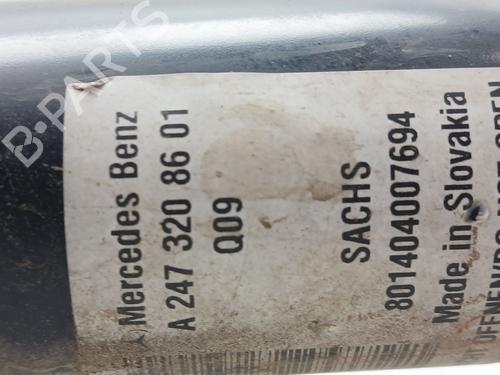 Mercedes Benz
A 247 320 86 01
Q09
SACHS
801404007694
Made in Slovakia
B-PARTS